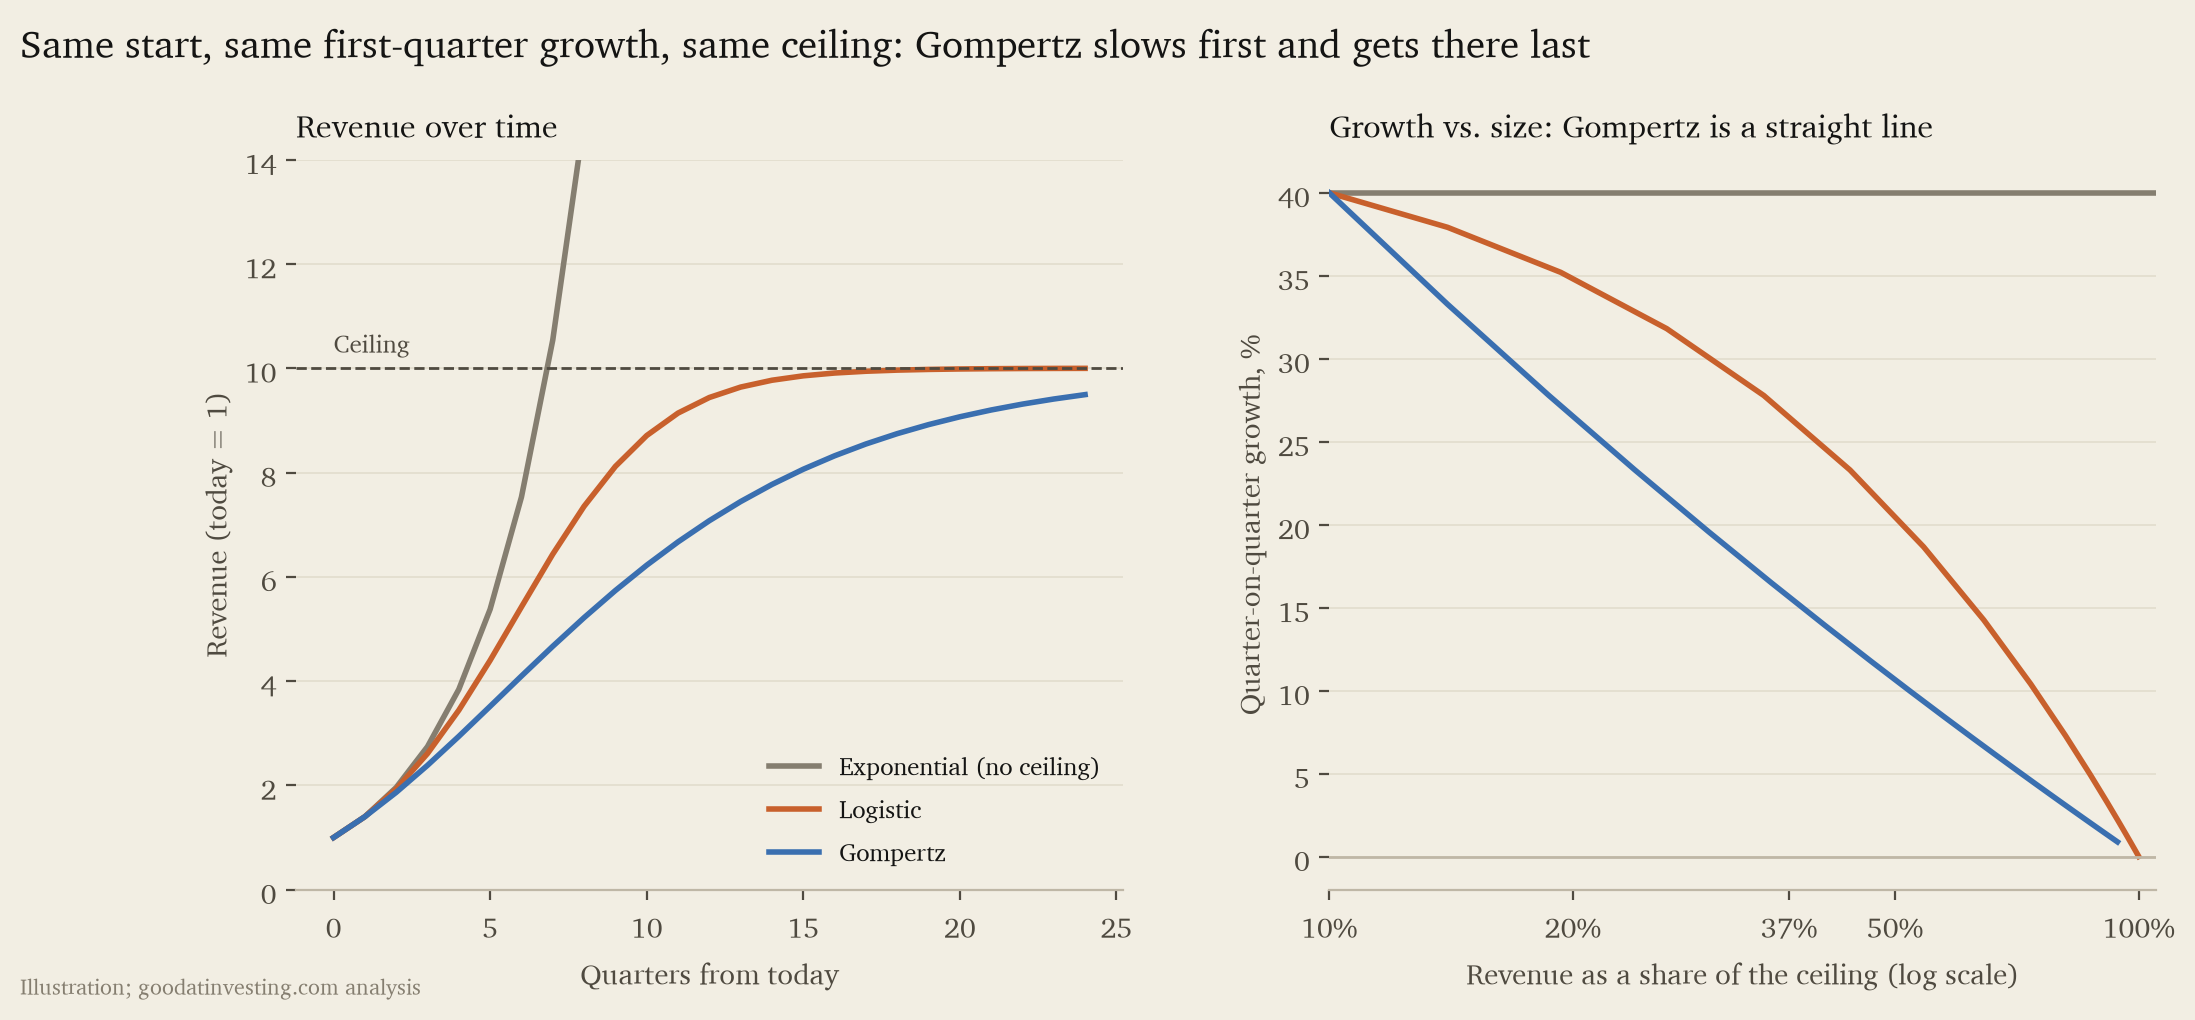 Same start, same first-quarter growth, same ceiling: Gompertz slows first and gets there last
Revenue over time
14
12
10
8
6
4
2
0
Revenue (today = 1)
Ceiling
Exponential (no ceiling)
Logistic
Gompertz
0 5 10 15 20 25
Quarters from today
Growth vs. size: Gompertz is a straight line
40
35
30
25
20
15
10
5
0
Quarter-on-quarter growth, %
10% 20% 37% 50% 100%
Revenue as a share of the ceiling (log scale)
Illustration; goodatinvesting.com analysis